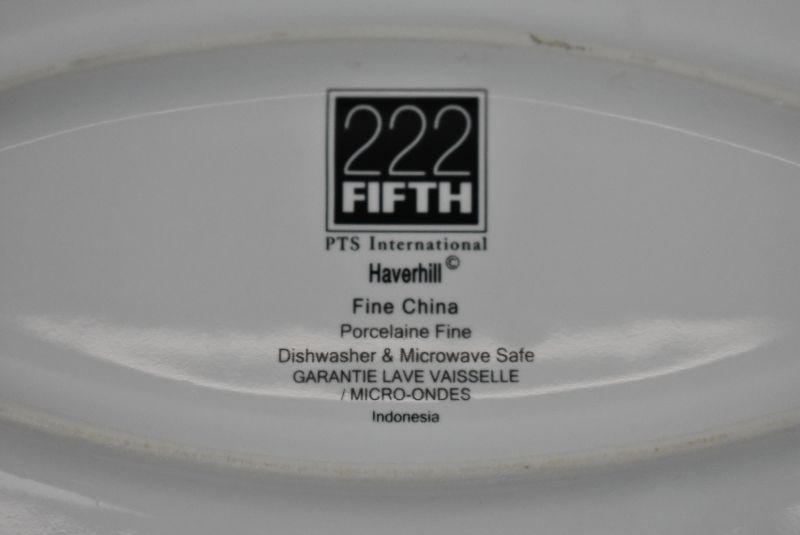 222
FIFTH
PTS International
Haverhill©
Fine China
Porcelaine Fine
Dishwasher & Microwave Safe
GARANTIE LAVE VAISSELLE
/ MICRO-ONDES
Indonesia